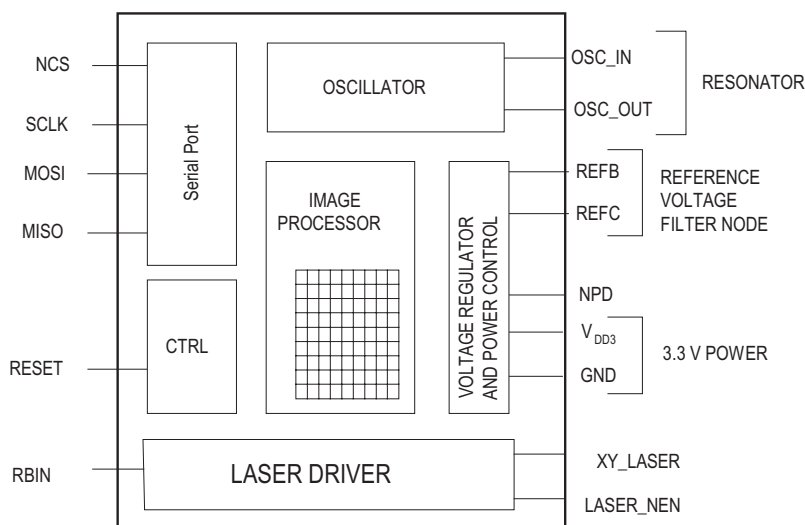 NCS
SCLK
MOSI
MISO
RESET
RBIN
Serial Port
CTRL
OSCILLATOR
IMAGE
PROCESSOR
VOLTAGE REGULATOR
AND POWER CONTROL
LASER DRIVER
OSC_IN
OSC_OUT
RESONATOR
REFB
REFC
REFERENCE
VOLTAGE
FILTER NODE
NPD
VDD3
GND
3.3 V POWER
XY_LASER
LASER_NEN